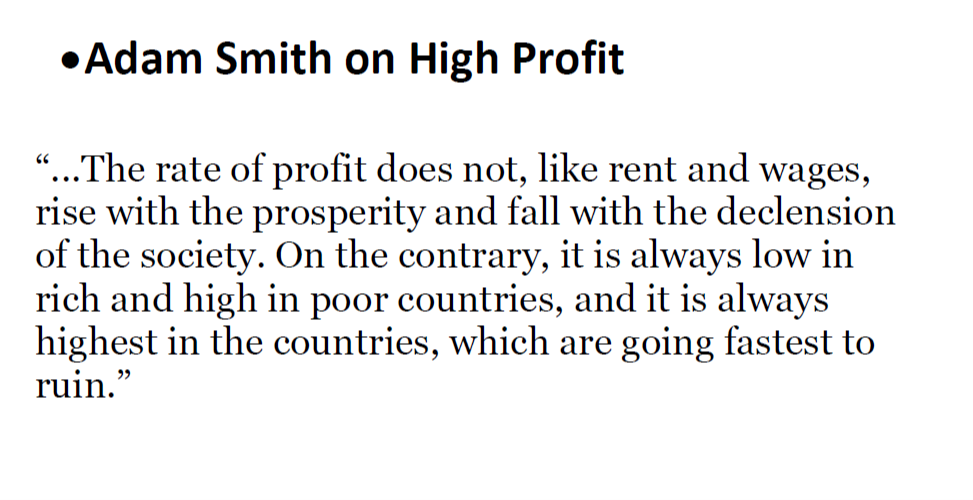 •Adam Smith on High Profit
“...The rate of profit does not, like rent and wages,
rise with the prosperity and fall with the declension
of the society. On the contrary, it is always low in
rich and high in poor countries, and it is always
highest in the countries, which are going fastest to
ruin.”